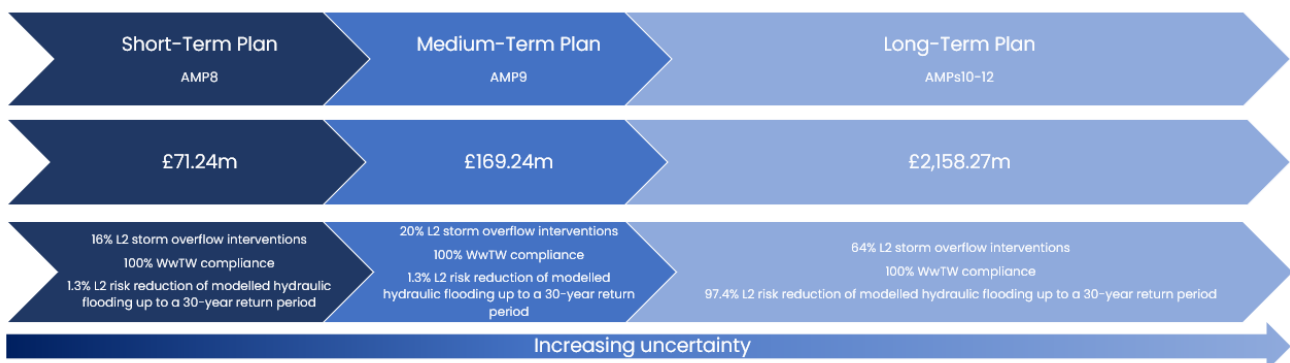 Short-Term Plan
AMP8
Medium-Term Plan
AMP9
Long-Term Plan
AMPs10-12
£71.24m
£169.24m
£2,158.27m
16% L2 storm overflow interventions
100% WwTW compliance
1.3% L2 risk reduction of modelled hydraulic
flooding up to a 30-year return period
20% L2 storm overflow interventions
100% WwTW compliance
1.3% L2 risk reduction of modelled
hydraulic flooding up to a 30-year return
period
64% L2 storm overflow interventions
100% WwTW compliance
97.4% L2 risk reduction of modelled hydraulic flooding up to a 30-year return period
Increasing uncertainty